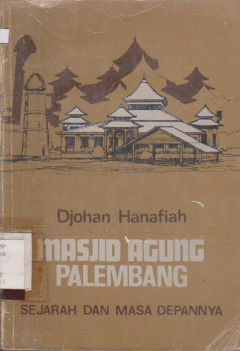 Djohan Hanafiah
MASJID AGUNG
PALEMBANG
SEJARAH DAN MASA DEPANNYA